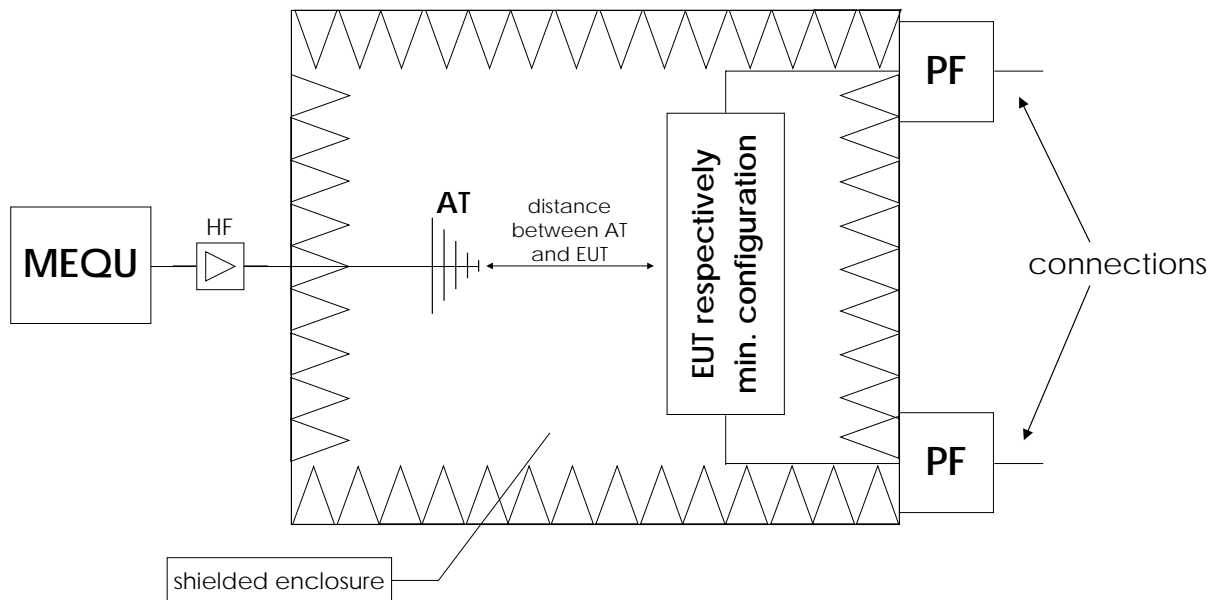 PF
HF
AT
distance
between AT
and EUT
MEQU
EUT respectively
min. configuration
connections
PF
shielded enclosure